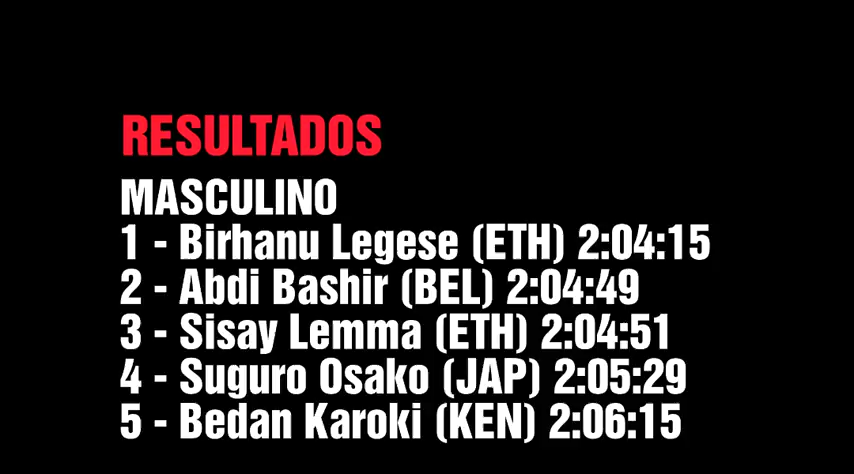 RESULTADOS
MASCULINO
1 - Birhanu Legese (ETH) 2:04:15
2 - Abdi Bashir (BEL) 2:04:49
3 - Sisay Lemma (ETH) 2:04:51
4 - Suguro Osako (JAP) 2:05:29
5 - Bedan Karoki (KEN) 2:06:15